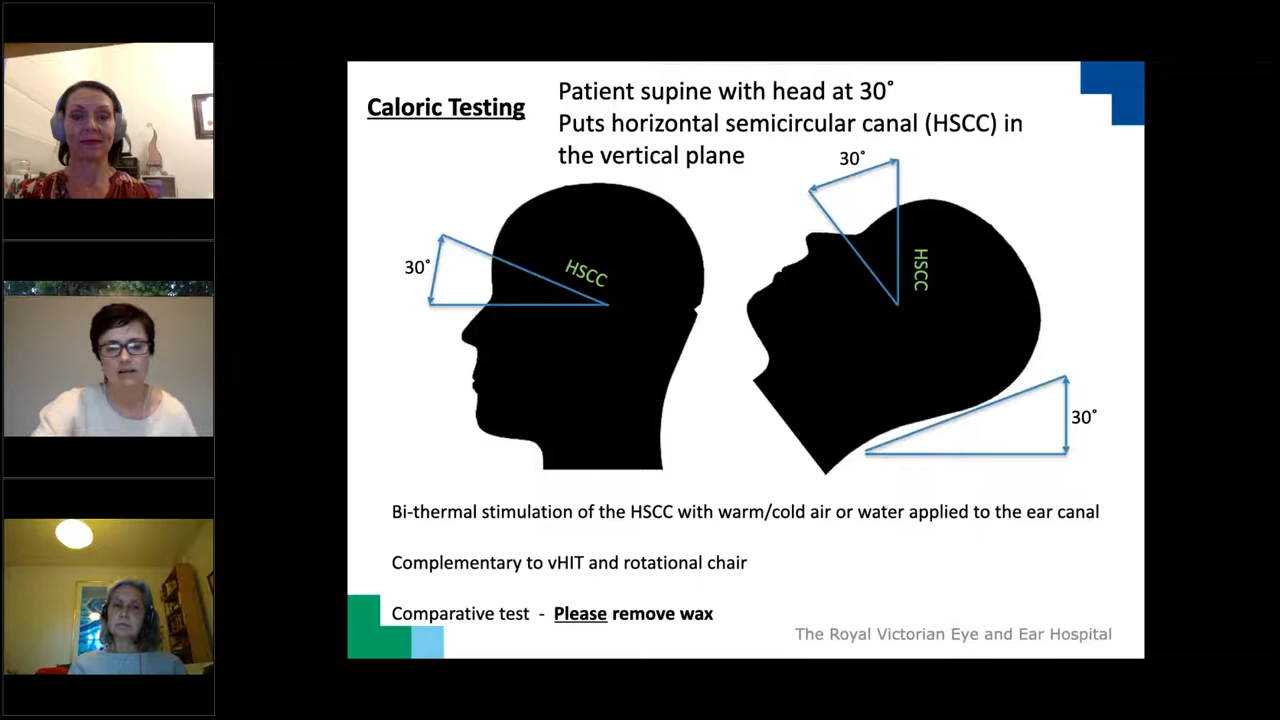 Caloric Testing
Patient supine with head at 30˚
Puts horizontal semicircular canal (HSCC) in
the vertical plane
30˚
30˚
HSCC
HSCC
30˚
Bi-thermal stimulation of the HSCC with warm/cold air or water applied to the ear canal
Complementary to vHIT and rotational chair
Comparative test - Please remove wax
The Royal Victorian Eye and Ear Hospital